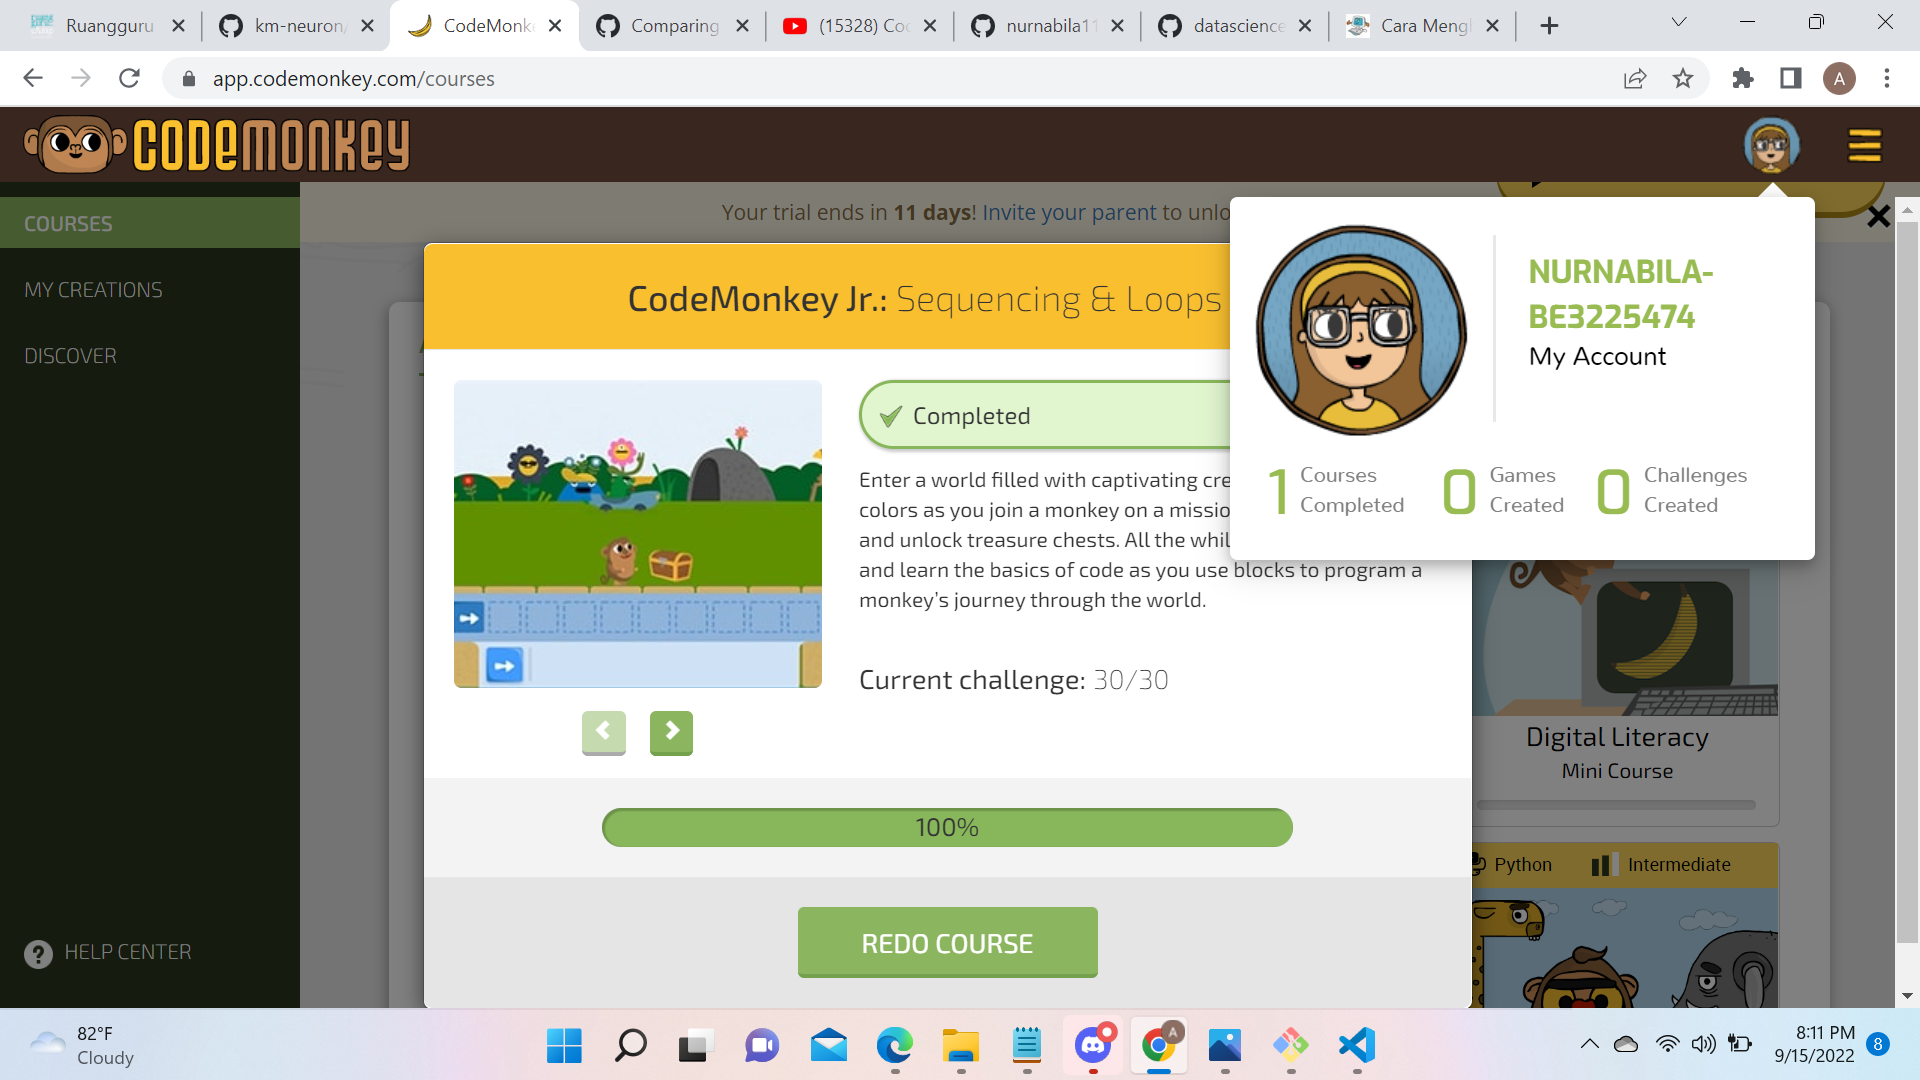 Ruangguru
km-neuron/
CodeMonke
Comparing
(15328) Coc
nurnabila11
datascience
Cara Mengl
app.codemonkey.com/courses
A
CODEMONKEY
COURSES
MY CREATIONS
DISCOVER
HELP CENTER
Your trial ends in 11 days! Invite your parent to unlo
CodeMonkey Jr.: Sequencing & Loops
Completed
Enter a world filled with captivating cre
colors as you join a monkey on a missio
and unlock treasure chests. All the whil
and learn the basics of code as you use blocks to program a
monkey's journey through the world.
Current challenge: 30/30
100%
REDO COURSE
NURNABILA-
BE3225474
My Account
1 Courses Completed
0 Games Created
0 Challenges Created
Digital Literacy
Mini Course
Python
Intermediate
82°F
Cloudy
A
8:11 PM
9/15/2022
8